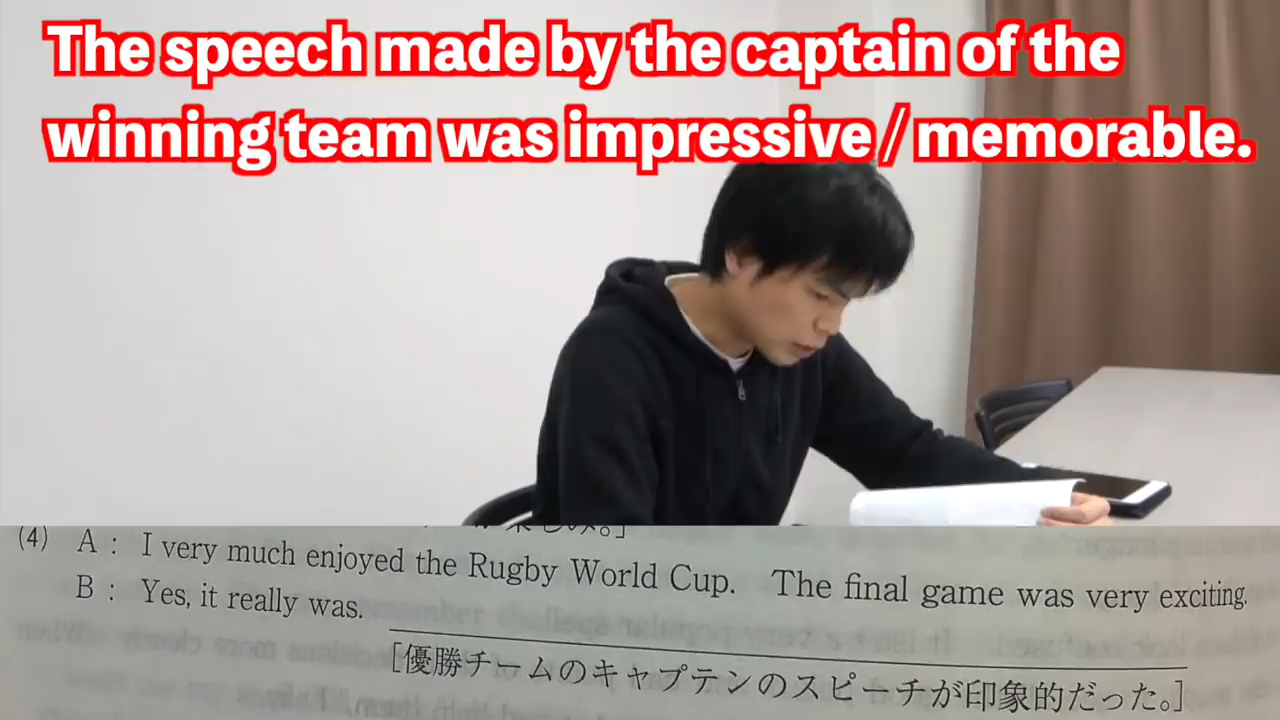 The speech made by the captain of the
winning team was impressive / memorable.
(4) A : I very much enjoyed the Rugby World Cup. The final game was very exciting.
B : Yes, it really was.
[優勝チームのキャプテンのスピーチが印象的だった。]